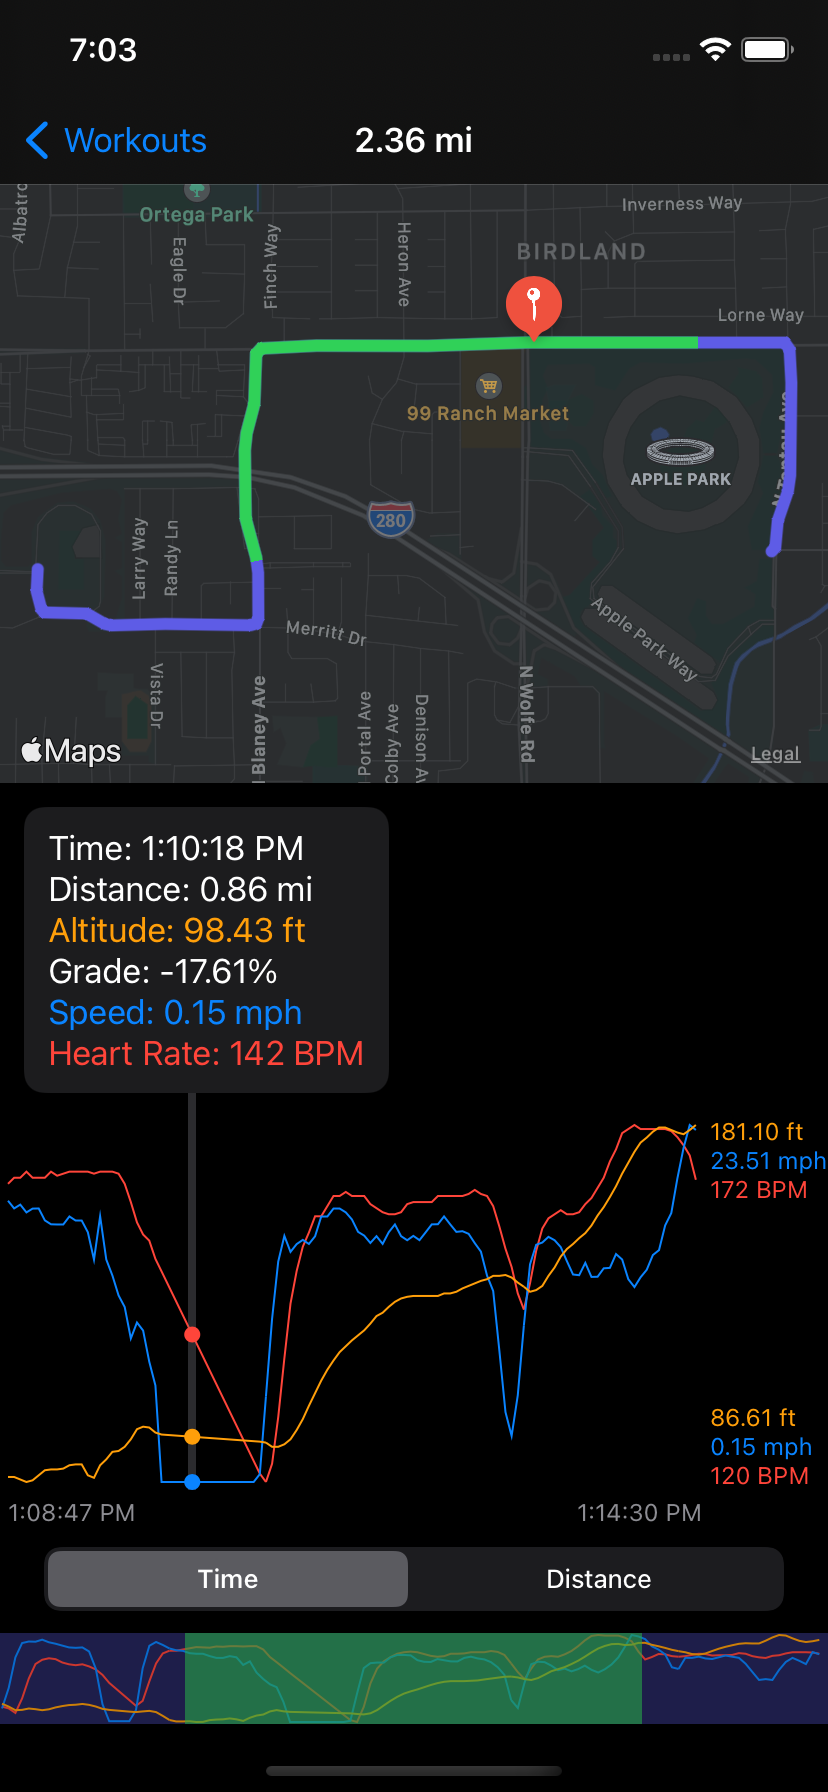 7:03
Workouts
2.36 mi
Albatro
Ortega Park
Inverness Way
Eagle Dr
Finch Way
Heron Ave
BIRDLAND
Lorne Way
99 Ranch Market
N Tantau Ave
APPLE PARK
280
Larry Way
Randy Ln
Merritt Dr
Apple Park Way
Vista Dr
N Wolfe Rd
l Blaney Ave
l Portal Ave
Colby Ave
Denison Av
Maps
Legal
Time: 1:10:18 PM
Distance: 0.86 mi
Altitude: 98.43 ft
Grade: -17.61%
Speed: 0.15 mph
Heart Rate: 142 BPM
181.10 ft
23.51 mph
172 BPM
86.61 ft
0.15 mph
120 BPM
1:08:47 PM
1:14:30 PM
Time
Distance